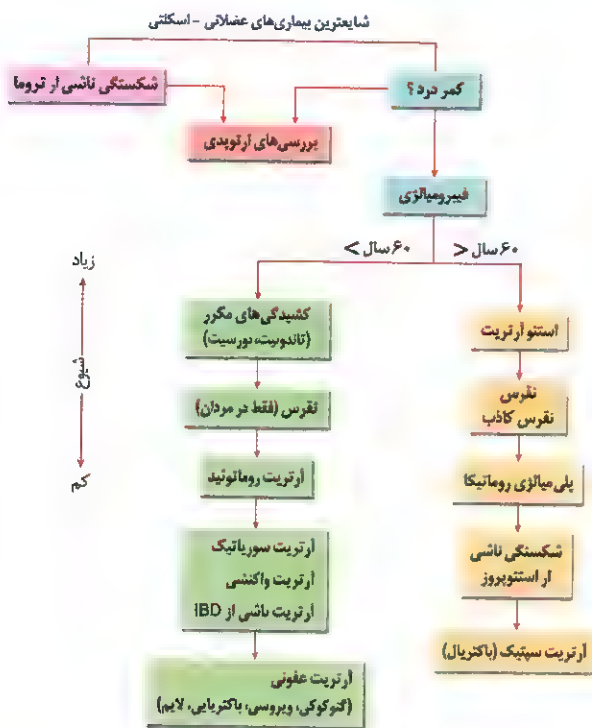 شایعترین بیماری‌های عضلانی - اسکلتی
کمر درد؟
شکستگی ناشی از تروما
بررسی‌های ارتوپدی
فیبرومیالژی
۶۰ سال <
۶۰ سال >
زیاد
شیوع
کم
کشیدگی‌های مکرر
(تاندونیت، بورسیت)
نقرس (فقط در مردان)
آرتریت روماتوئید
آرتریت سوریاتیک
آرتریت واکنشی
آرتریت ناشی از IBD
آرتریت عفونی
(گنوکوکی، ویروسی، باکتریایی، لایم)
استئوآرتریت
نقرس
نقرس کاذب
پلی میالژی روماتیکا
شکستگی ناشی
از استئوپروز
آرتریت سپتیک (باکتریال)